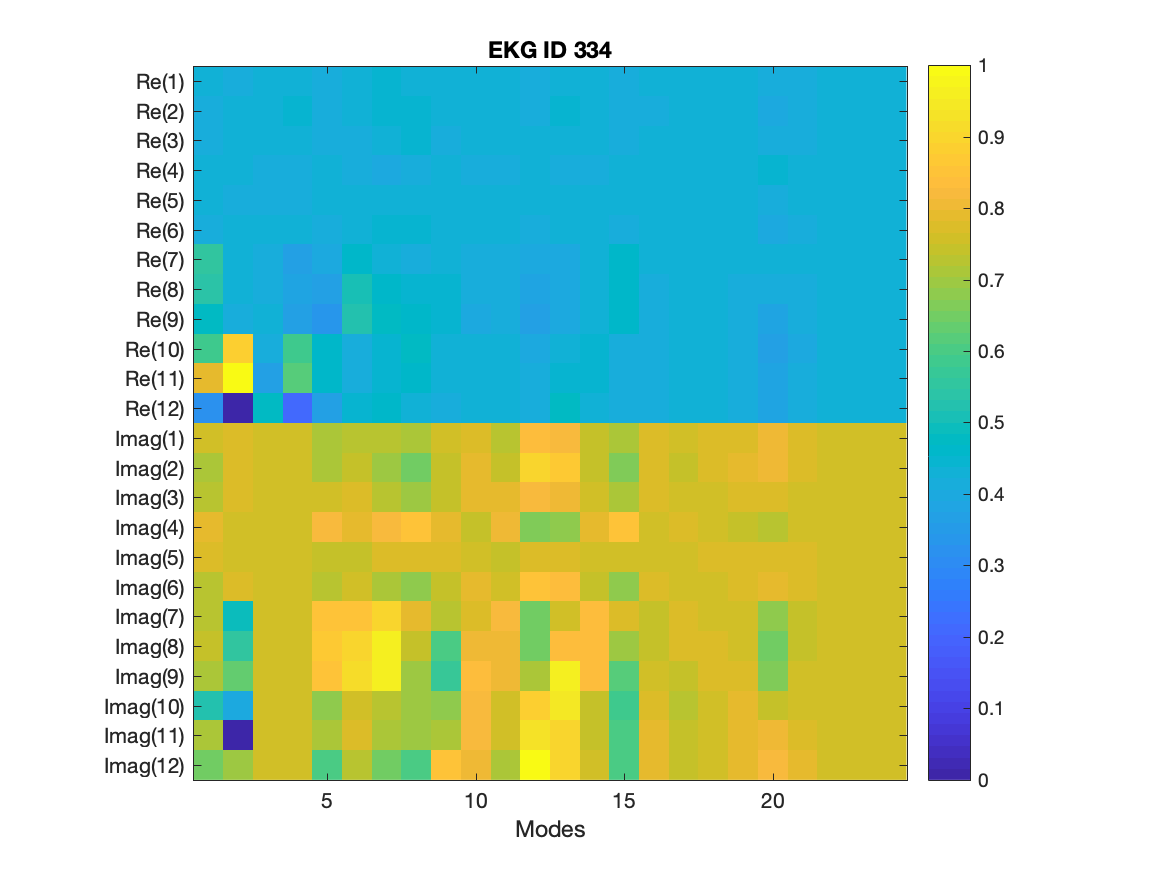 EKG ID 334
Re(1)
Re(2)
Re(3)
Re(4)
Re(5)
Re(6)
Re(7)
Re(8)
Re(9)
Re(10)
Re(11)
Re(12)
Imag(1)
Imag(2)
Imag(3)
Imag(4)
Imag(5)
Imag(6)
Imag(7)
Imag(8)
Imag(9)
Imag(10)
Imag(11)
Imag(12)
5 10 15 20
Modes
1
0.9
0.8
0.7
0.6
0.5
0.4
0.3
0.2
0.1
0